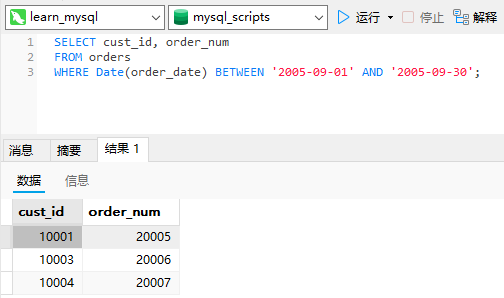 learn_mysql mysql_scripts 运行 停止 解释
1 SELECT cust_id, order_num
2 FROM orders
3 WHERE Date(order_date) BETWEEN '2005-09-01' AND '2005-09-30';
消息 摘要 结果 1
数据 信息
cust_id order_num
10001 20005
10003 20006
10004 20007